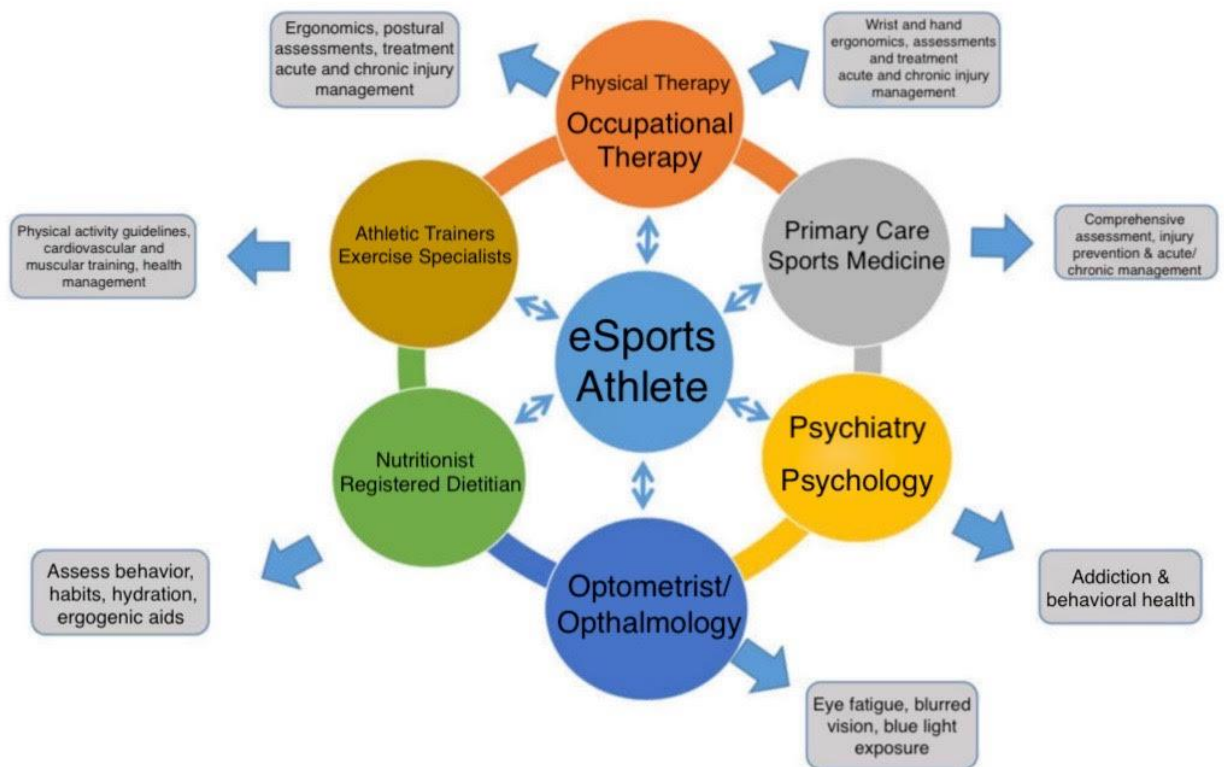 Ergonomics, postural
assessments, treatment
acute and chronic injury
management
Wrist and hand
ergonomics, assessments
and treatment
acute and chronic injury
management
Physical Therapy
Occupational
Therapy
Athletic Trainers
Exercise Specialists
Primary Care
Sports Medicine
Physical activity guidelines,
cardiovascular and
muscular training, health
management
Comprehensive
assessment, injury
prevention & acute/
chronic management
eSports
Athlete
Nutritionist
Registered Dietitian
Psychiatry
Psychology
Assess behavior,
habits, hydration,
ergogenic aids
Optometrist/
Opthalmology
Addiction &
behavioral health
Eye fatigue, blurred
vision, blue light
exposure